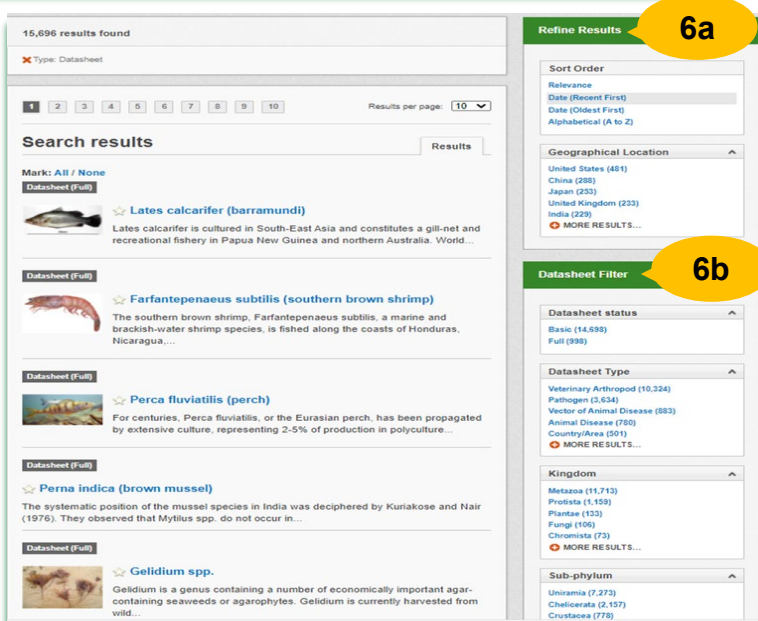 15,696 results found
Type: Datasheet
1 2 3 4 5 6 7 8 9 10
Results per page: 10
Search results
Results
Mark: All / None
Datasheet (Full)
Lates calcarifer (barramundi)
Lates calcarifer is cultured in South-East Asia and constitutes a gill-net and
recreational fishery in Papua New Guinea and northern Australia. World...
Datasheet (Full)
Farfantepenaeus subtilis (southern brown shrimp)
The southern brown shrimp, Farfantepenaeus subtilis, a marine and
brackish-water shrimp species, is fished along the coasts of Honduras,
Nicaragua,...
Datasheet (Full)
Perca fluviatilis (perch)
For centuries, Perca fluviatilis, or the Eurasian perch, has been propagated
by extensive culture, representing 2-5% of production in polyculture...
Datasheet (Full)
Perna indica (brown mussel)
The systematic position of the mussel species in India was deciphered by Kuriakose and Nair
(1976). They observed that Mytilus spp. do not occur in...
Datasheet (Full)
Gelidium spp.
Gelidium is a genus containing a number of economically important agar-
containing seaweeds or agarophytes. Gelidium is currently harvested from
wild...
Refine Results
6a
Sort Order
Relevance
Date (Recent First)
Date (Oldest First)
Alphabetical (A to Z)
Geographical Location
United States (481)
China (288)
Japan (253)
United Kingdom (233)
India (229)
MORE RESULTS...
Datasheet Filter
6b
Datasheet status
Basic (14,698)
Full (998)
Datasheet Type
Veterinary Arthropod (10,324)
Pathogen (3,634)
Vector of Animal Disease (883)
Animal Disease (780)
Country/Area (501)
MORE RESULTS...
Kingdom
Metazoa (11,713)
Protista (1,159)
Plantae (133)
Fungi (106)
Chromista (73)
MORE RESULTS...
Sub-phylum
Uniramia (7,273)
Chelicerata (2,157)
Crustacea (778)